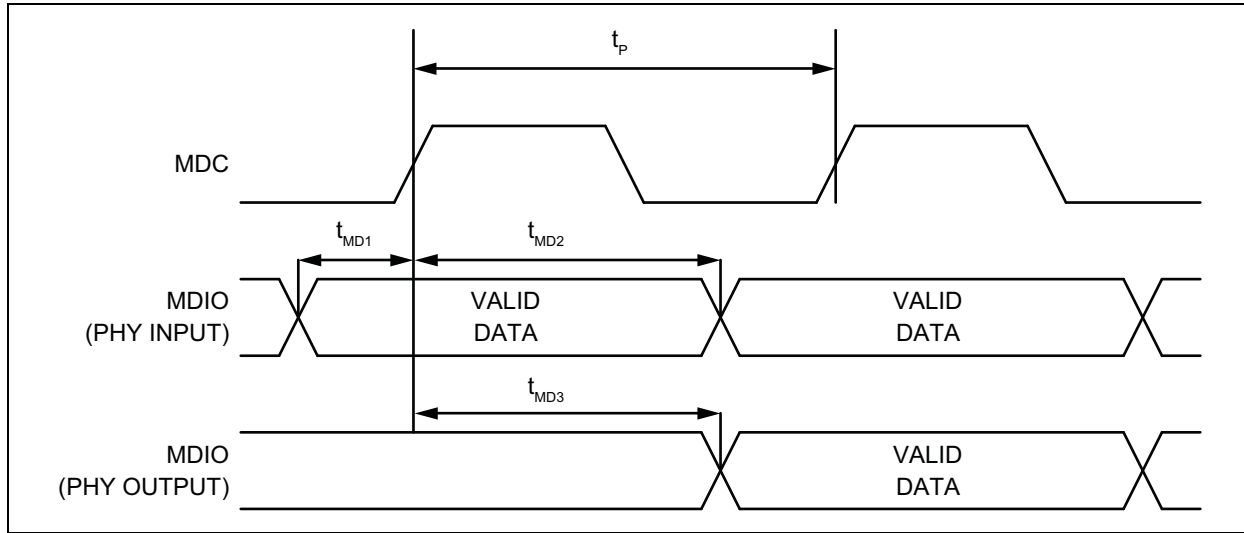 tP
MDC
tMD1
tMD2
MDIO
(PHY INPUT)
VALID
DATA
VALID
DATA
tMD3
MDIO
(PHY OUTPUT)
VALID
DATA